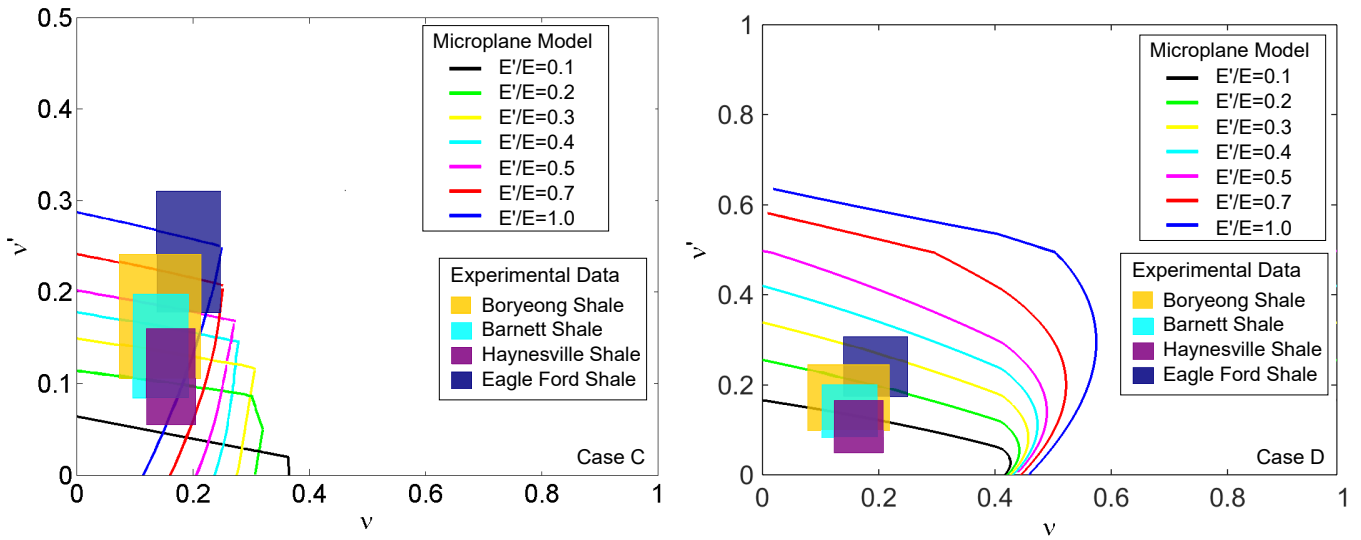 0.5
0.4
0.3
0.2
0.1
0
ν'
0
0.2
0.4
0.6
0.8
1
ν
Microplane Model
E'/E=0.1
E'/E=0.2
E'/E=0.3
E'/E=0.4
E'/E=0.5
E'/E=0.7
E'/E=1.0
Experimental Data
Boryeong Shale
Barnett Shale
Haynesville Shale
Eagle Ford Shale
Case C
1
0.8
0.6
0.4
0.2
0
ν'
0
0.2
0.4
0.6
0.8
1
ν
Microplane Model
E'/E=0.1
E'/E=0.2
E'/E=0.3
E'/E=0.4
E'/E=0.5
E'/E=0.7
E'/E=1.0
Experimental Data
Boryeong Shale
Barnett Shale
Haynesville Shale
Eagle Ford Shale
Case D